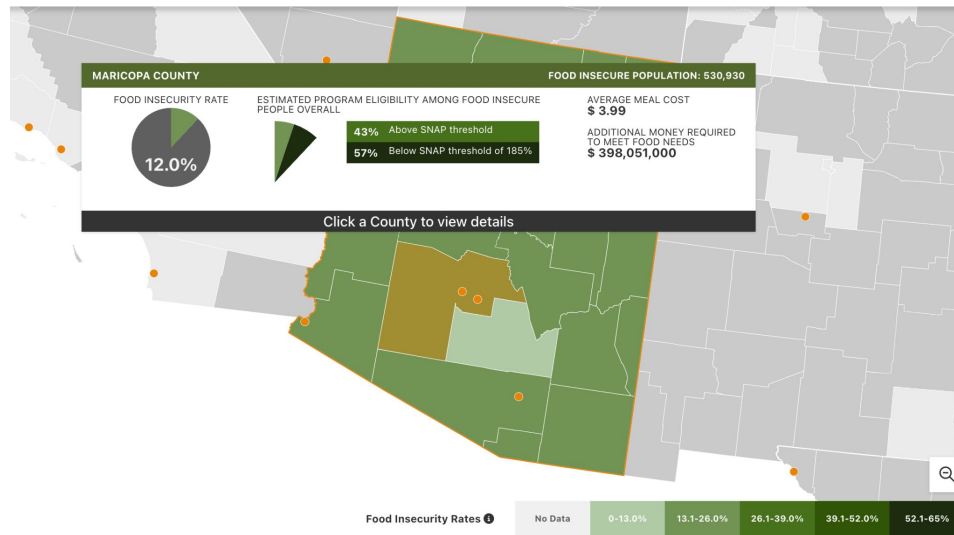 MARICOPA COUNTY
FOOD INSECURE POPULATION: 530,930
FOOD INSECURITY RATE
12.0%
ESTIMATED PROGRAM ELIGIBILITY AMONG FOOD INSECURE
PEOPLE OVERALL
43% Above SNAP threshold
57% Below SNAP threshold of 185%
AVERAGE MEAL COST
$ 3.99
ADDITIONAL MONEY REQUIRED
TO MEET FOOD NEEDS
$ 398,051,000
Click a County to view details
Food Insecurity Rates
No Data
0-13.0%
13.1-26.0%
26.1-39.0%
39.1-52.0%
52.1-65%